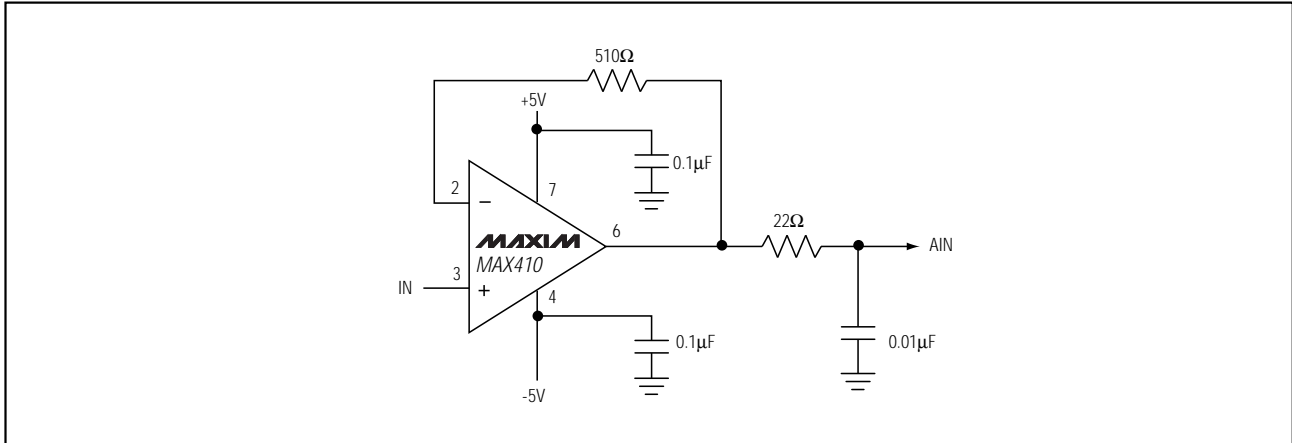 510Ω
+5V
0.1µF
2
7
−
22Ω
6
AIN
MAXIM
MAX410
3
IN
+
4
0.1µF
0.01µF
-5V